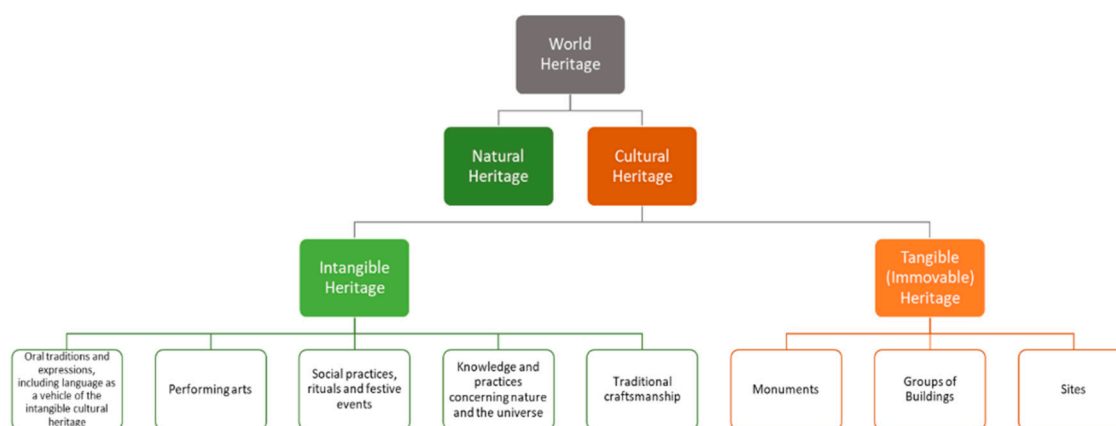 World
Heritage
Natural
Heritage
Cultural
Heritage
Intangible
Heritage
Tangible
(Immovable)
Heritage
Oral traditions and
expressions,
including language as
a vehicle of the
intangible cultural
heritage
Performing arts
Social practices,
rituals and festive
events
Knowledge and
practices
concerning nature
and the universe
Traditional
craftsmanship
Monuments
Groups of
Buildings
Sites